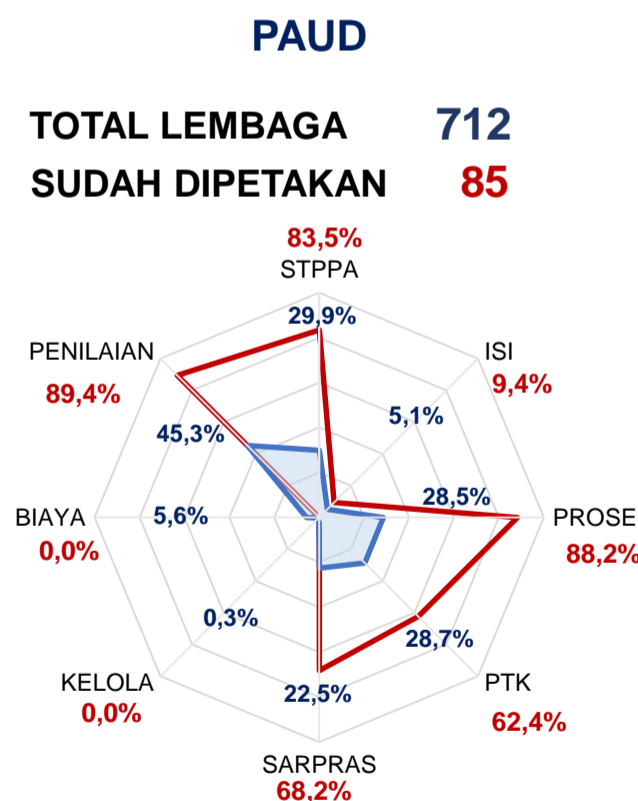 PAUD
TOTAL LEMBAGA 712
SUDAH DIPETAKAN 85
83,5%
STPPA
29,9%
PENILAIAN
89,4%
45,3%
ISI
9,4%
5,1%
28,5%
BIAYA
0,0%
5,6%
PROSE
88,2%
0,3%
28,7%
KELOLA
0,0%
22,5%
PTK
62,4%
SARPRAS
68,2%